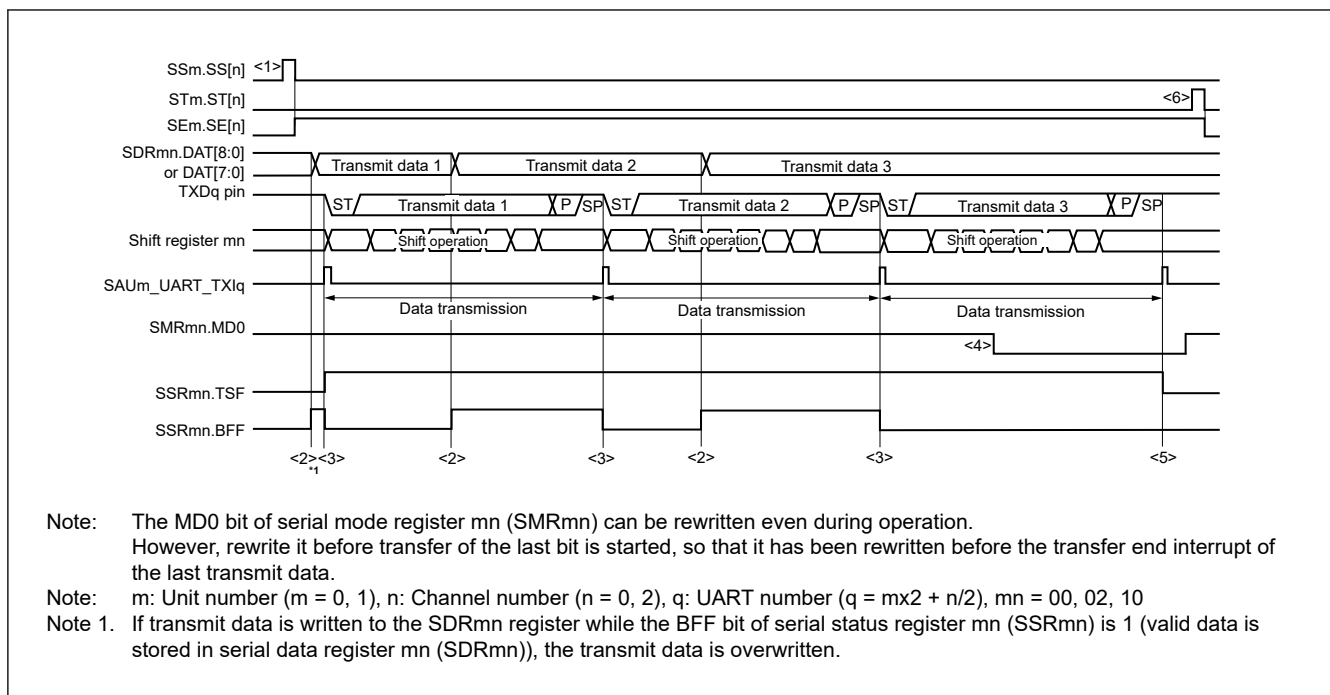 SSm.SS[n] <1>
STm.ST[n] <6>
SEm.SE[n]
SDRmn.DAT[8:0]
or DAT[7:0]
Transmit data 1 Transmit data 2 Transmit data 3
TXDq pin
ST Transmit data 1 P SP ST Transmit data 2 P SP ST Transmit data 3 P SP
Shift register mn Shift operation Shift operation Shift operation
SAUm_UART_TXIq
Data transmission Data transmission Data transmission
SMRmn.MD0
<4>
SSRmn.TSF
SSRmn.BFF
<2> <3> <2> <3> <2> <3> <5>
*1
Note: The MD0 bit of serial mode register mn (SMRmn) can be rewritten even during operation.
However, rewrite it before transfer of the last bit is started, so that it has been rewritten before the transfer end interrupt of
the last transmit data.
Note: m: Unit number (m = 0, 1), n: Channel number (n = 0, 2), q: UART number (q = mx2 + n/2), mn = 00, 02, 10
Note 1. If transmit data is written to the SDRmn register while the BFF bit of serial status register mn (SSRmn) is 1 (valid data is
stored in serial data register mn (SDRmn)), the transmit data is overwritten.